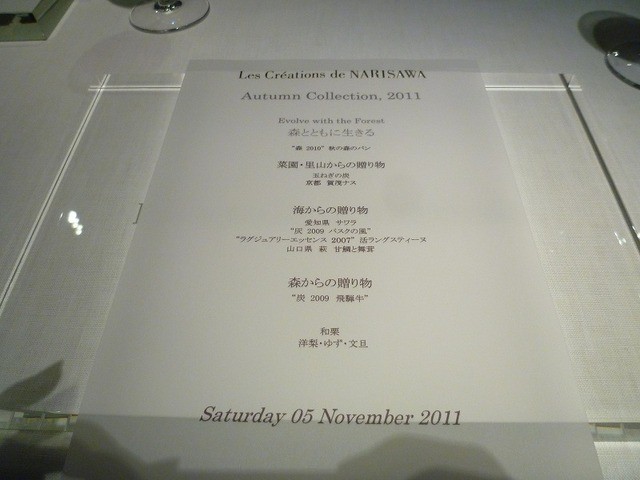 Les Créations de NARISAWA
Autumn Collection, 2011
Evolve with the Forest
森とともに生きる
"森 2010" 秋の森のパン
菜園・里山からの贈り物
玉ねぎの炭
京都 賀茂ナス
海からの贈り物
愛知県 サワラ
"灰 2009 バスクの風"
"ラグジュアリーエッセンス 2007" 活ラングスティーヌ
山口県 萩 甘鯛と舞茸
森からの贈り物
"炭 2009 飛騨牛"
和栗
洋梨・ゆず・文旦
Saturday 05 November 2011